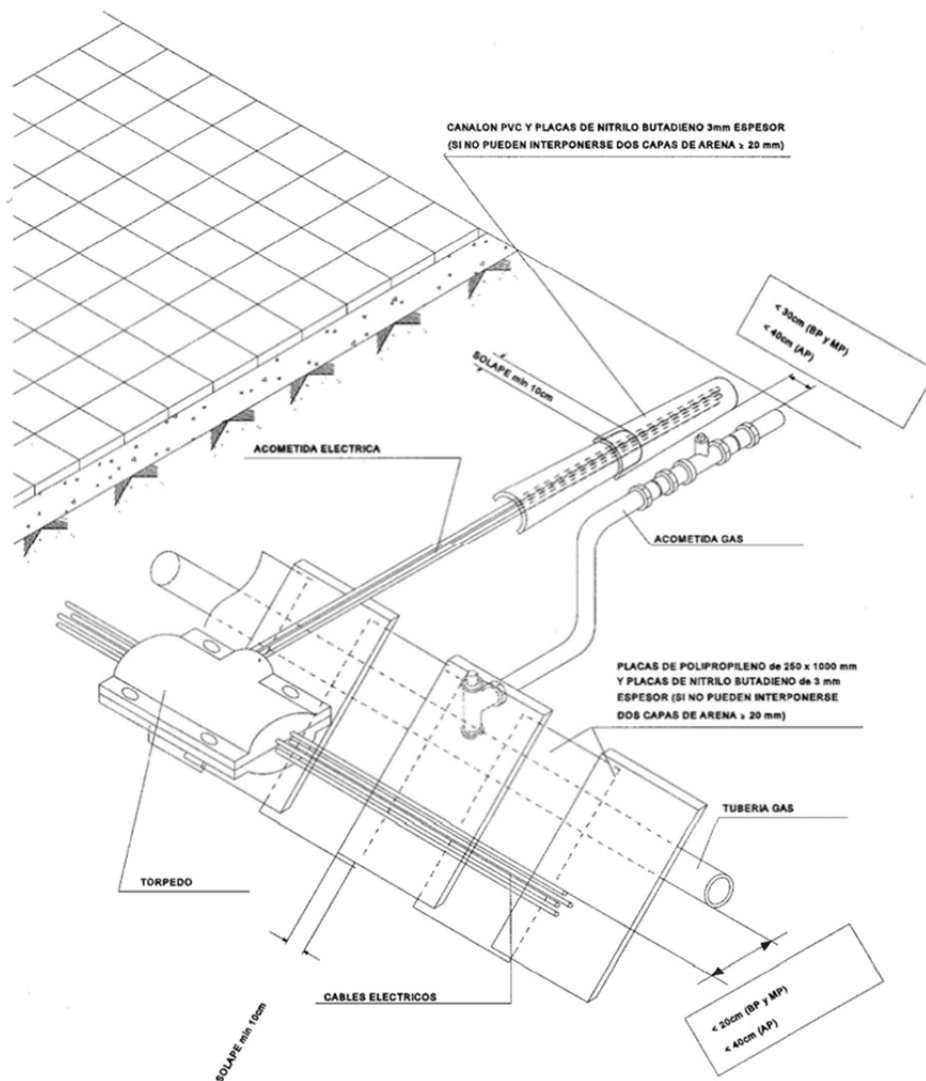 CANALON PVC Y PLACAS DE NITRILO BUTADIENO 3mm ESPESOR
(SI NO PUEDEN INTERPONERSE DOS CAPAS DE ARENA ≥ 20 mm)
< 30cm (BP y MP)
< 40cm (AP)
SOLAPE min 10cm
ACOMETIDA ELECTRICA
ACOMETIDA GAS
PLACAS DE POLIPROPILENO de 250 x 1000 mm
Y PLACAS DE NITRILO BUTADIENO de 3 mm
ESPESOR (SI NO PUEDEN INTERPONERSE
DOS CAPAS DE ARENA ≥ 20 mm)
TUBERIA GAS
TORPEDO
CABLES ELECTRICOS
SOLAPE min 10cm
< 20cm (BP y MP)
< 40cm (AP)